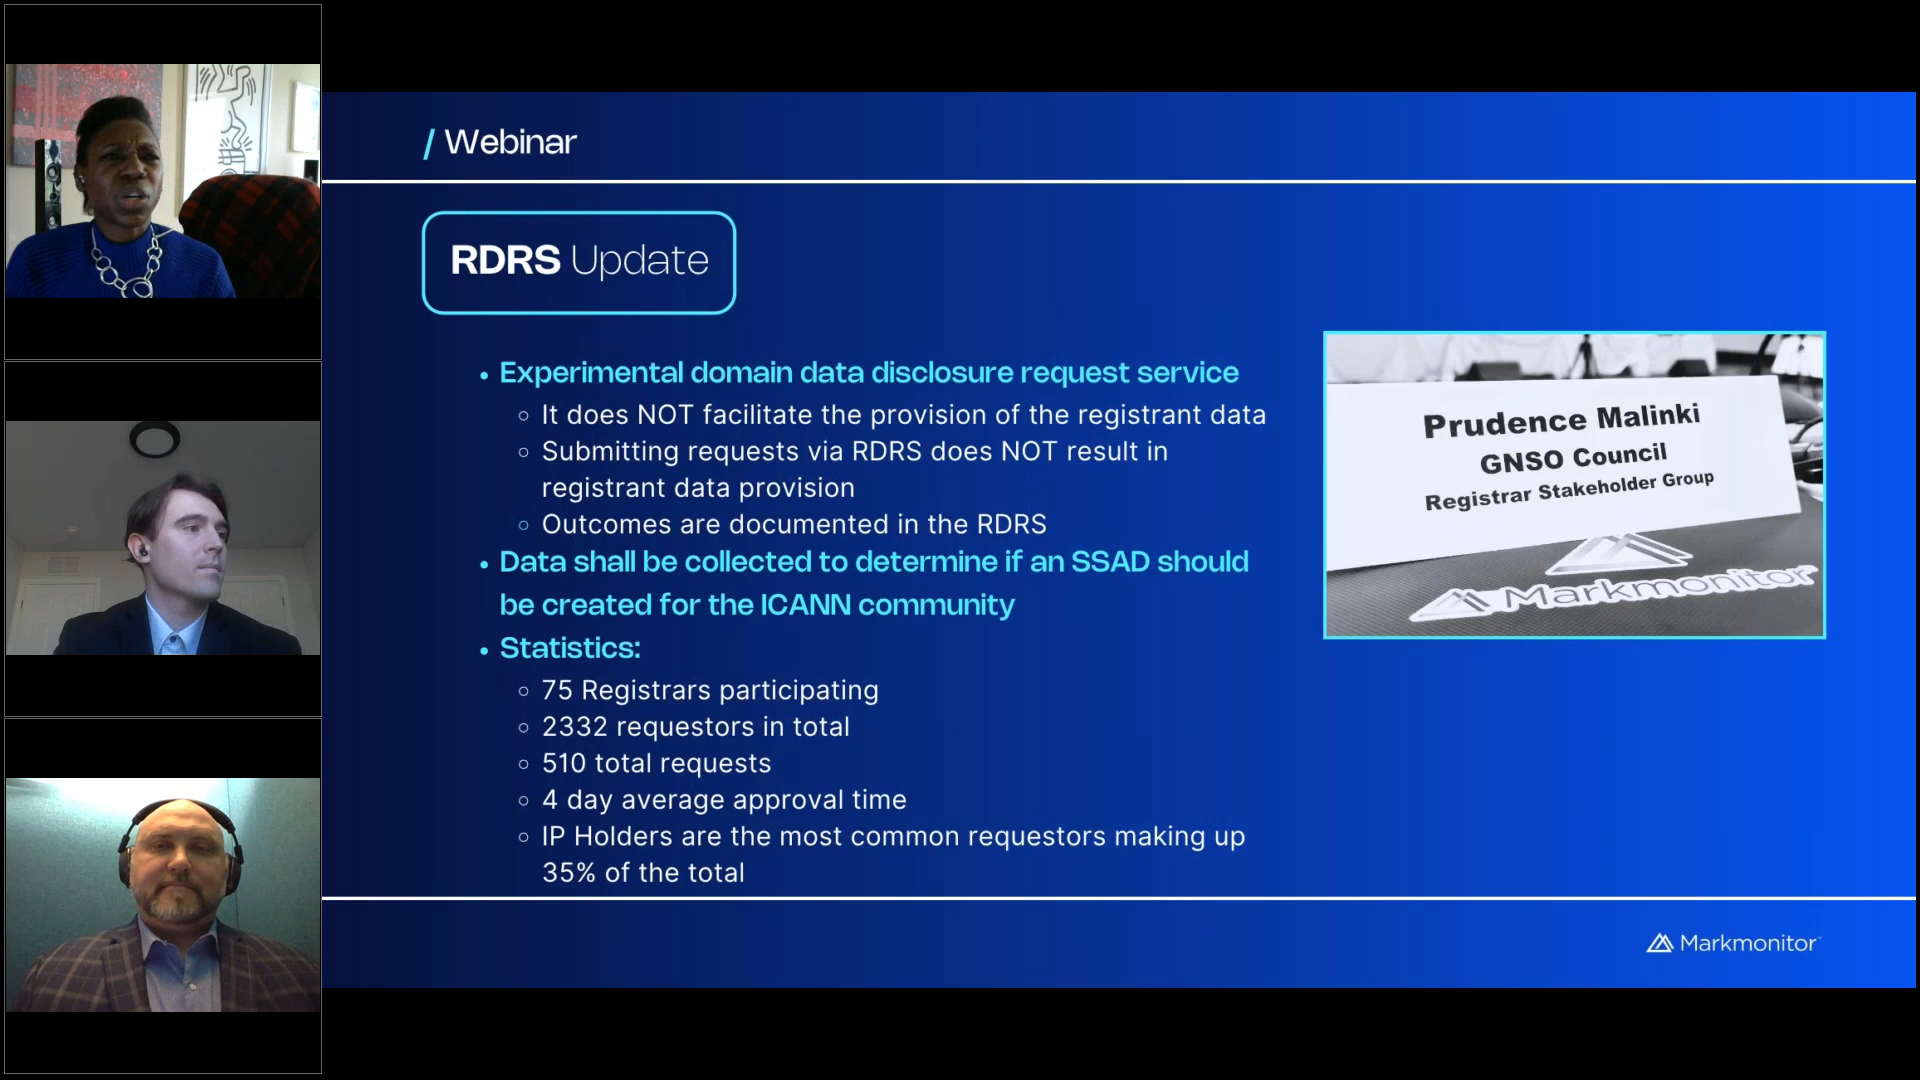 / Webinar
RDRS Update
• Experimental domain data disclosure request service
○ It does NOT facilitate the provision of the registrant data
○ Submitting requests via RDRS does NOT result in
registrant data provision
○ Outcomes are documented in the RDRS
• Data shall be collected to determine if an SSAD should
be created for the ICANN community
• Statistics:
○ 75 Registrars participating
○ 2332 requestors in total
○ 510 total requests
○ 4 day average approval time
○ IP Holders are the most common requestors making up
35% of the total
Prudence Malinki
GNSO Council
Registrar Stakeholder Group
Markmonitor
Markmonitor